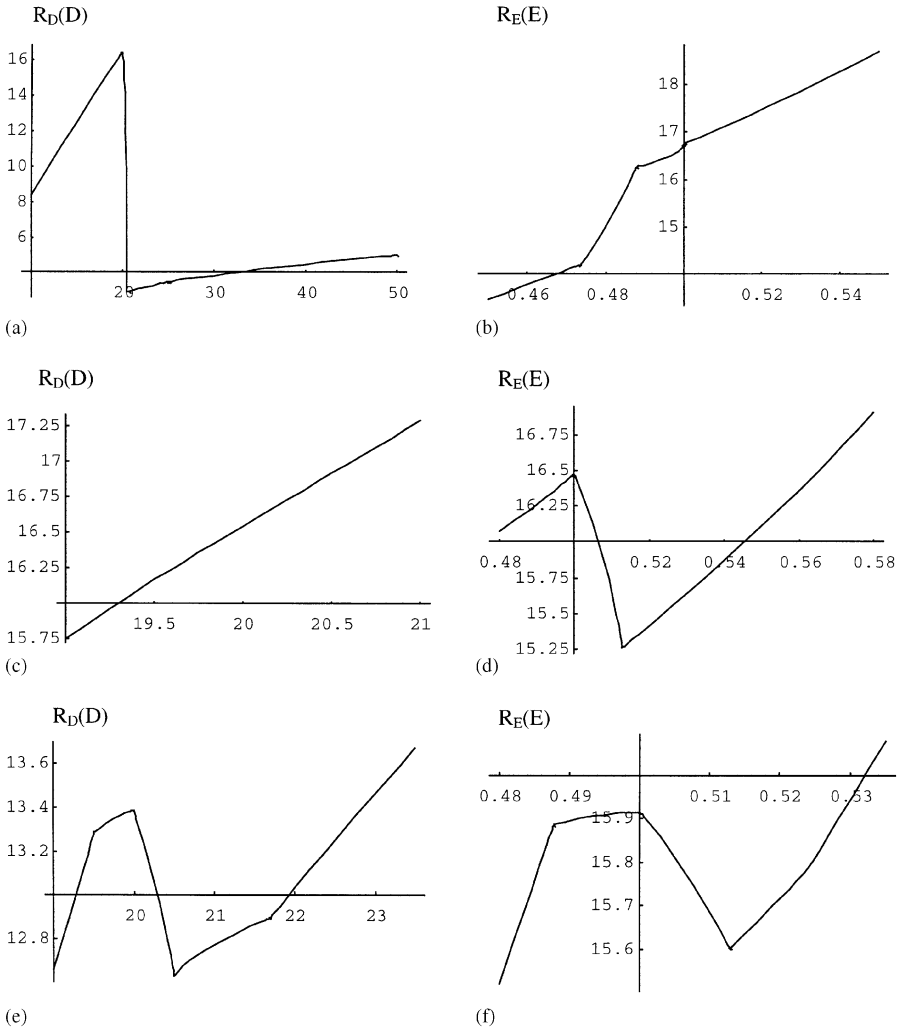 R_D(D)
R_E(E)
16
14
12
10
8
6
20 30 40 50
18
17
16
15
0.46 0.48 0.52 0.54
(a)
(b)
R_D(D)
R_E(E)
17.25
17
16.75
16.5
16.25
15.75
19.5 20 20.5 21
16.75
16.5
16.25
0.48 0.52 0.54 0.56 0.58
15.75
15.5
15.25
(c)
(d)
R_D(D)
R_E(E)
13.6
13.4
13.2
12.8
20 21 22 23
0.48 0.49 0.51 0.52 0.53
15.9
15.8
15.7
15.6
(e)
(f)